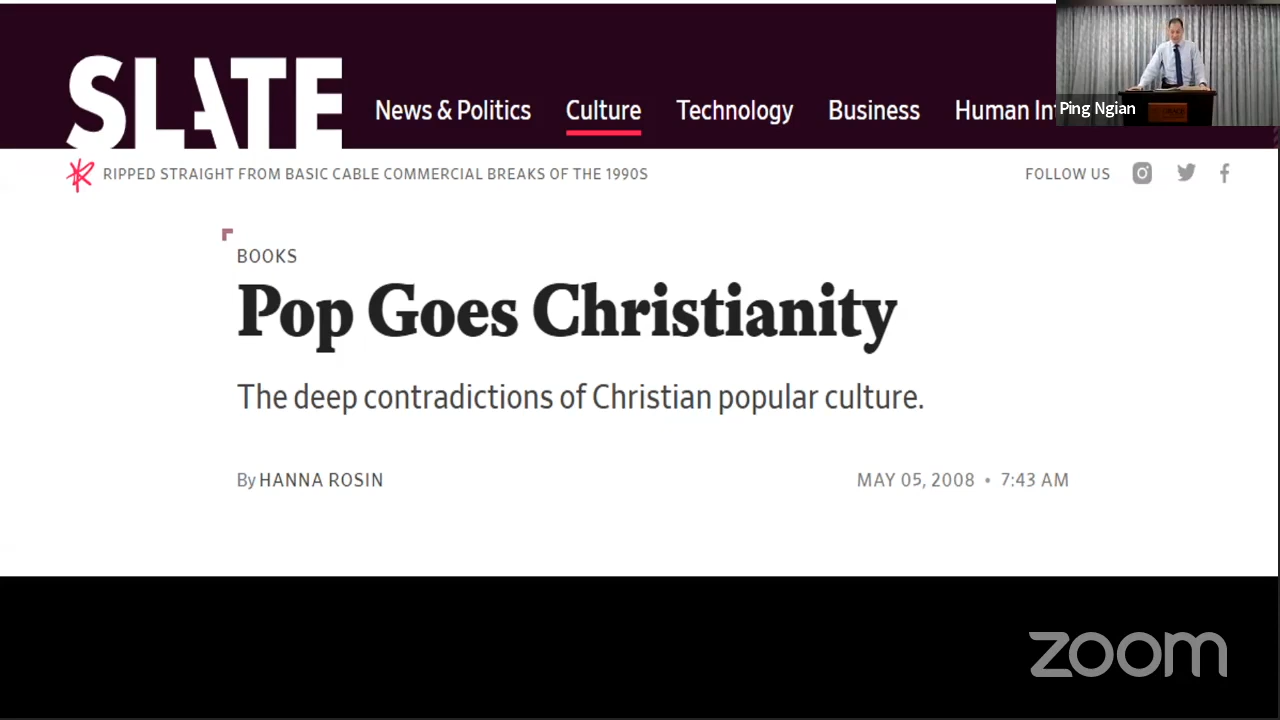 SLATE
News & Politics Culture Technology Business Human In
Ping Ngian
RIPPED STRAIGHT FROM BASIC CABLE COMMERCIAL BREAKS OF THE 1990S FOLLOW US
BOOKS
Pop Goes Christianity
The deep contradictions of Christian popular culture.
By HANNA ROSIN MAY 05, 2008 • 7:43 AM
zoom